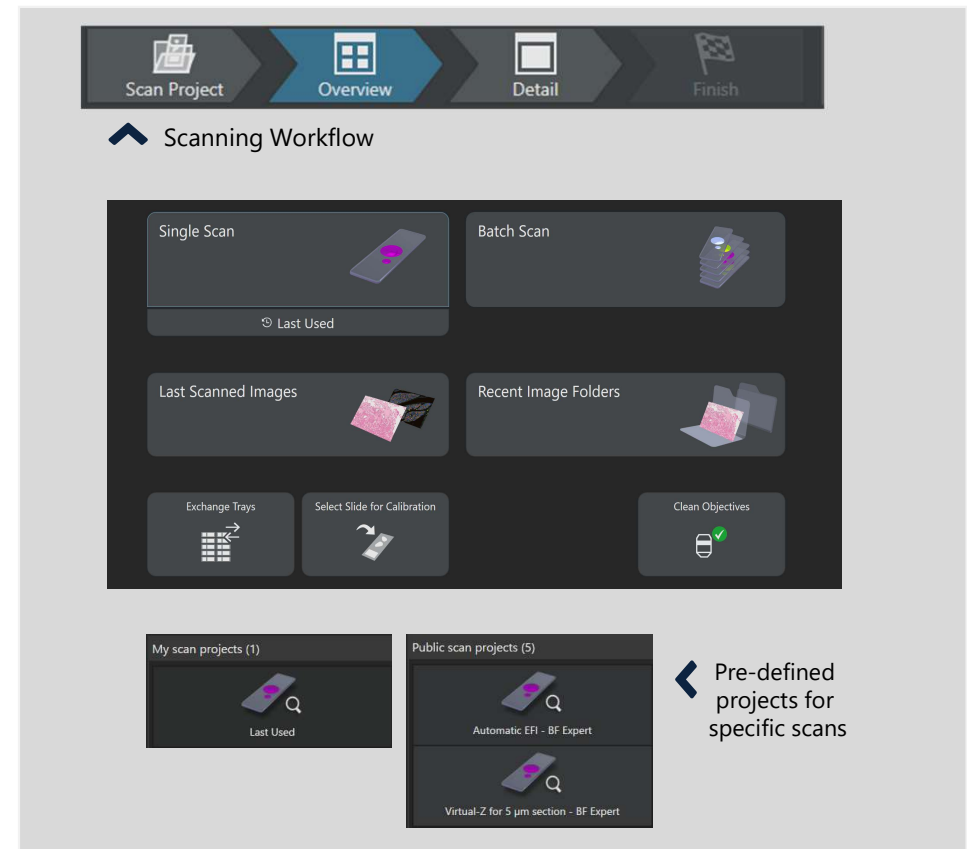 Scan Project
Overview
Detail
Finish
Scanning Workflow
Single Scan
Batch Scan
Last Used
Last Scanned Images
Recent Image Folders
Exchange Trays
Select Slide for Calibration
Clean Objectives
My scan projects (1)
Last Used
Public scan projects (5)
Automatic EFI - BF Expert
Virtual-Z for 5 µm section - BF Expert
Pre-defined
projects for
specific scans